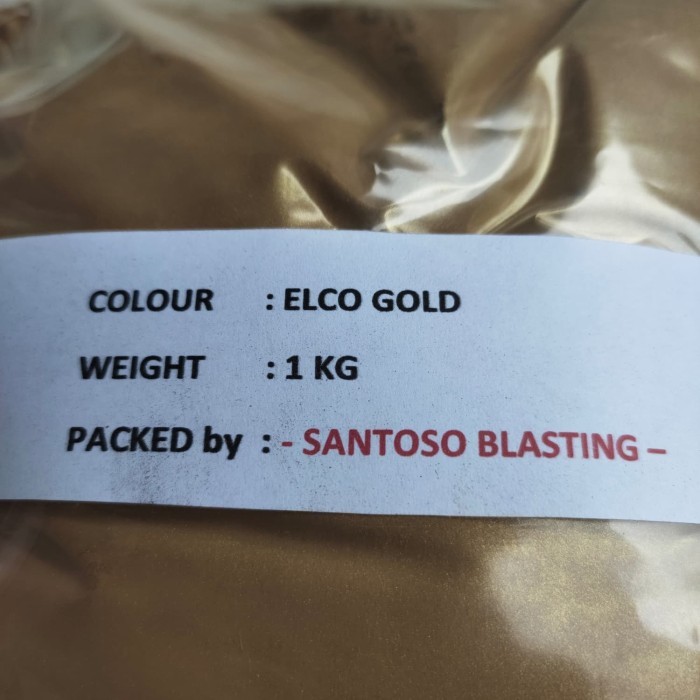 COLOUR : ELCO GOLD
WEIGHT : 1 KG
PACKED by : - SANTOSO BLASTING –